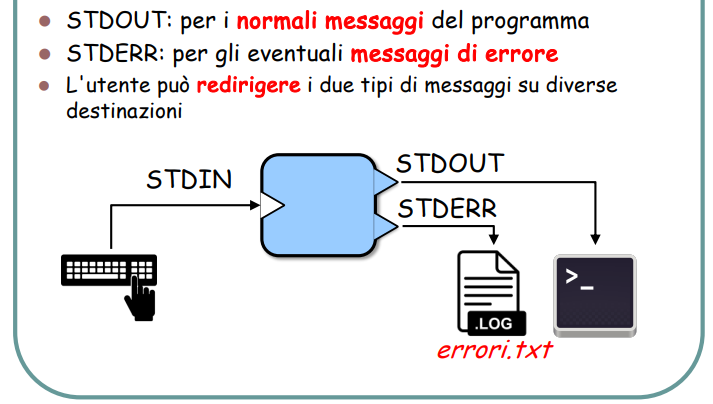 STDOUT: per i normali messaggi del programma
STDERR: per gli eventuali messaggi di errore
L'utente può redirigere i due tipi di messaggi su diverse
destinazioni
STDIN
STDOUT
STDERR
>_
.LOG
errori.txt